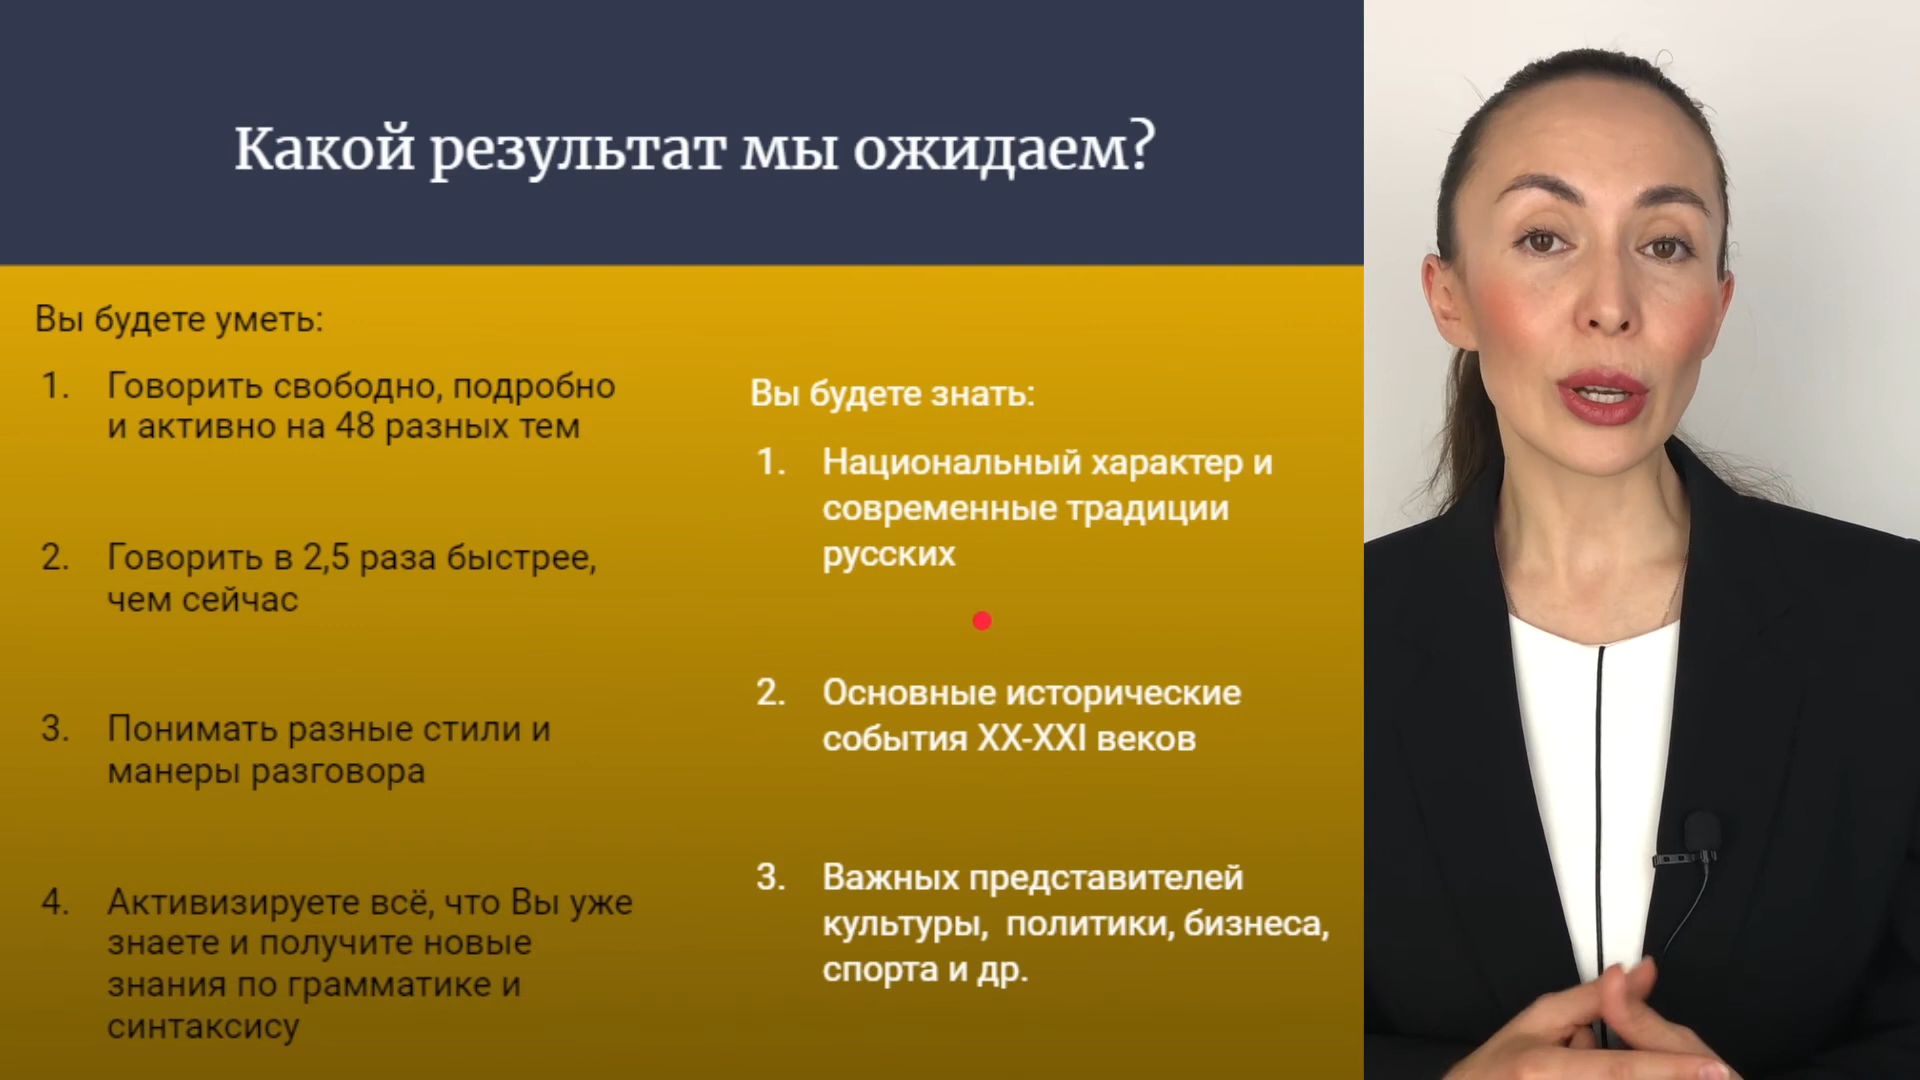 Какой результат мы ожидаем?
Вы будете уметь:
1. Говорить свободно, подробно
и активно на 48 разных тем
2. Говорить в 2,5 раза быстрее,
чем сейчас
3. Понимать разные стили и
манеры разговора
4. Активизируете всё, что Вы уже
знаете и получите новые
знания по грамматике и
синтаксису
Вы будете знать:
1. Национальный характер и
современные традиции
русских
2. Основные исторические
события XX-XXI веков
3. Важных представителей
культуры, политики, бизнеса,
спорта и др.